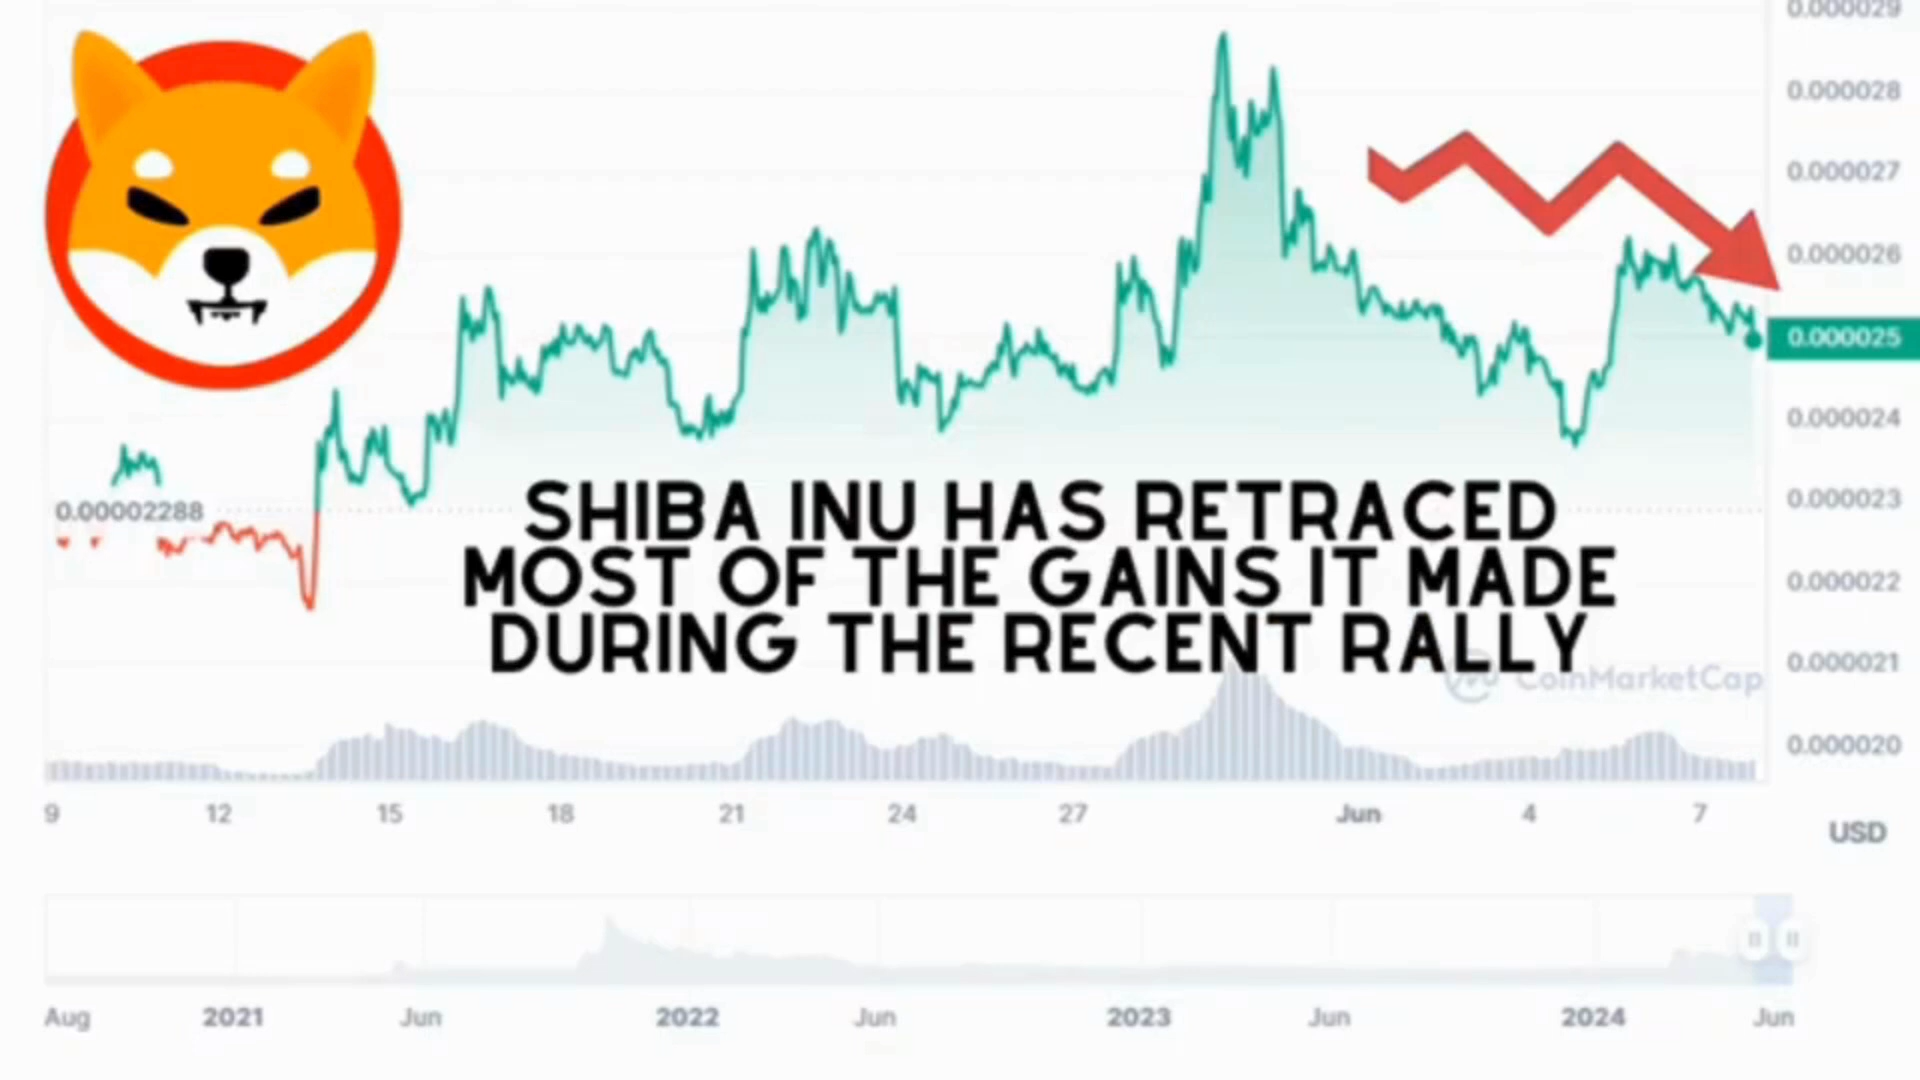 0.000029
0.000028
0.000027
0.000026
0.000025
0.000024
0.00002288
0.000023
SHIBA INU HAS RETRACED
MOST OF THE GAINS IT MADE
DURING THE RECENT RALLY
0.000022
0.000021
CoinMarketCap
0.000020
9 12 15 18 21 24 27 Jun 4 7
USD
Aug 2021 Jun 2022 Jun 2023 Jun 2024 Jun